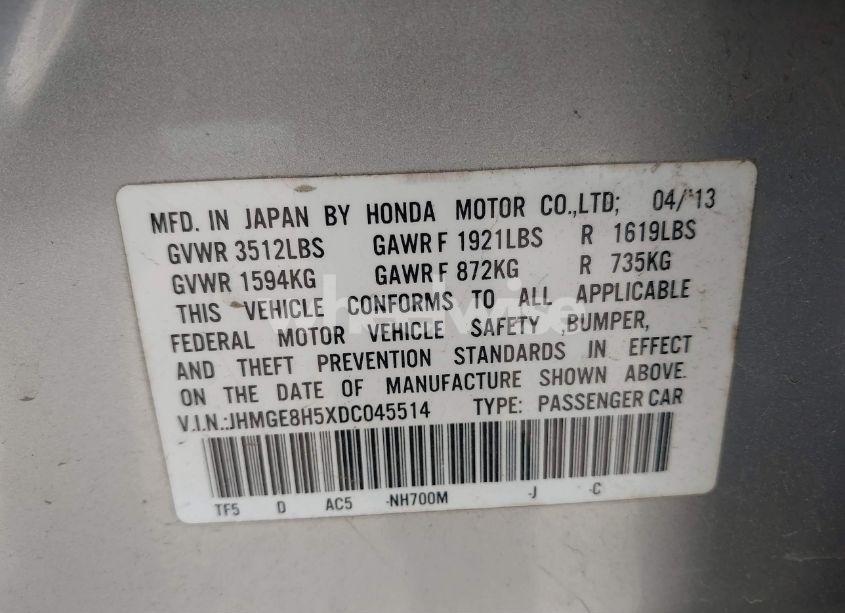 MFD. IN JAPAN BY HONDA MOTOR CO.,LTD; 04/'13
GVWR 3512LBS GAWR F 1921LBS R 1619LBS
GVWR 1594KG GAWR F 872KG R 735KG
THIS VEHICLE CONFORMS TO ALL APPLICABLE
FEDERAL MOTOR VEHICLE SAFETY ,BUMPER,
AND THEFT PREVENTION STANDARDS IN EFFECT
ON THE DATE OF MANUFACTURE SHOWN ABOVE.
V.I.N.:JHMGE8H5XDC045514 TYPE: PASSENGER CAR
TF5 D AC5 -NH700M -J -C
wheelwise